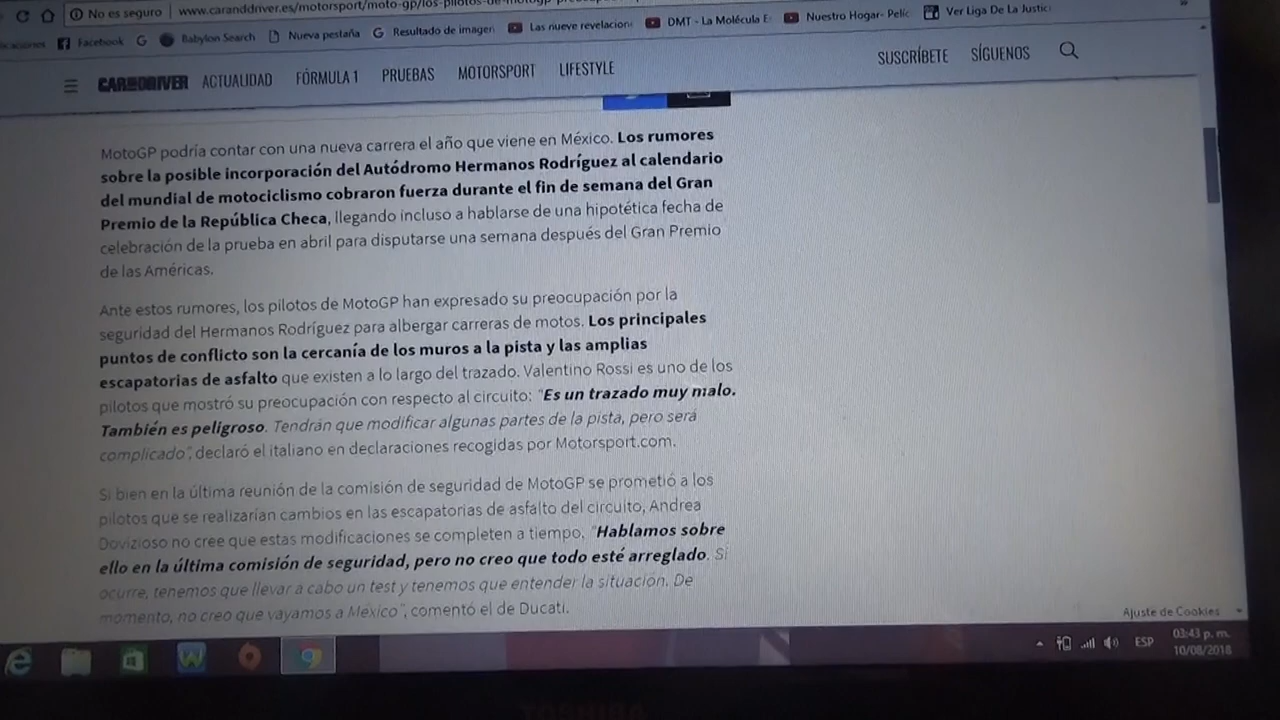 No es seguro | www.caranddriver.es/motorsport/moto-gp/los-pilotos-de-motogp-
Facebook Babylon Search Nueva pestaña Resultado de imagen Las nueve revelacion DMT - La Molécula E Nuestro Hogar- Pelíc Ver Liga De La Justic
CAR AND DRIVER ACTUALIDAD FÓRMULA 1 PRUEBAS MOTORSPORT LIFESTYLE SUSCRÍBETE SÍGUENOS
MotoGP podría contar con una nueva carrera el año que viene en México. Los rumores
sobre la posible incorporación del Autódromo Hermanos Rodríguez al calendario
del mundial de motociclismo cobraron fuerza durante el fin de semana del Gran
Premio de la República Checa, llegando incluso a hablarse de una hipotética fecha de
celebración de la prueba en abril para disputarse una semana después del Gran Premio
de las Américas.
Ante estos rumores, los pilotos de MotoGP han expresado su preocupación por la
seguridad del Hermanos Rodríguez para albergar carreras de motos. Los principales
puntos de conflicto son la cercanía de los muros a la pista y las amplias
escapatorias de asfalto que existen a lo largo del trazado. Valentino Rossi es uno de los
pilotos que mostró su preocupación con respecto al circuito: "Es un trazado muy malo.
También es peligroso. Tendrán que modificar algunas partes de la pista, pero será
complicado", declaró el italiano en declaraciones recogidas por Motorsport.com.
Si bien en la última reunión de la comisión de seguridad de MotoGP se prometió a los
pilotos que se realizarían cambios en las escapatorias de asfalto del circuito, Andrea
Dovizioso no cree que estas modificaciones se completen a tiempo. "Hablamos sobre
ello en la última comisión de seguridad, pero no creo que todo esté arreglado. Si
ocurre, tenemos que llevar a cabo un test y tenemos que entender la situación. De
momento, no creo que vayamos a México", comentó el de Ducati.
Ajuste de Cookies
ESP
03:43 p. m.
10/08/2018